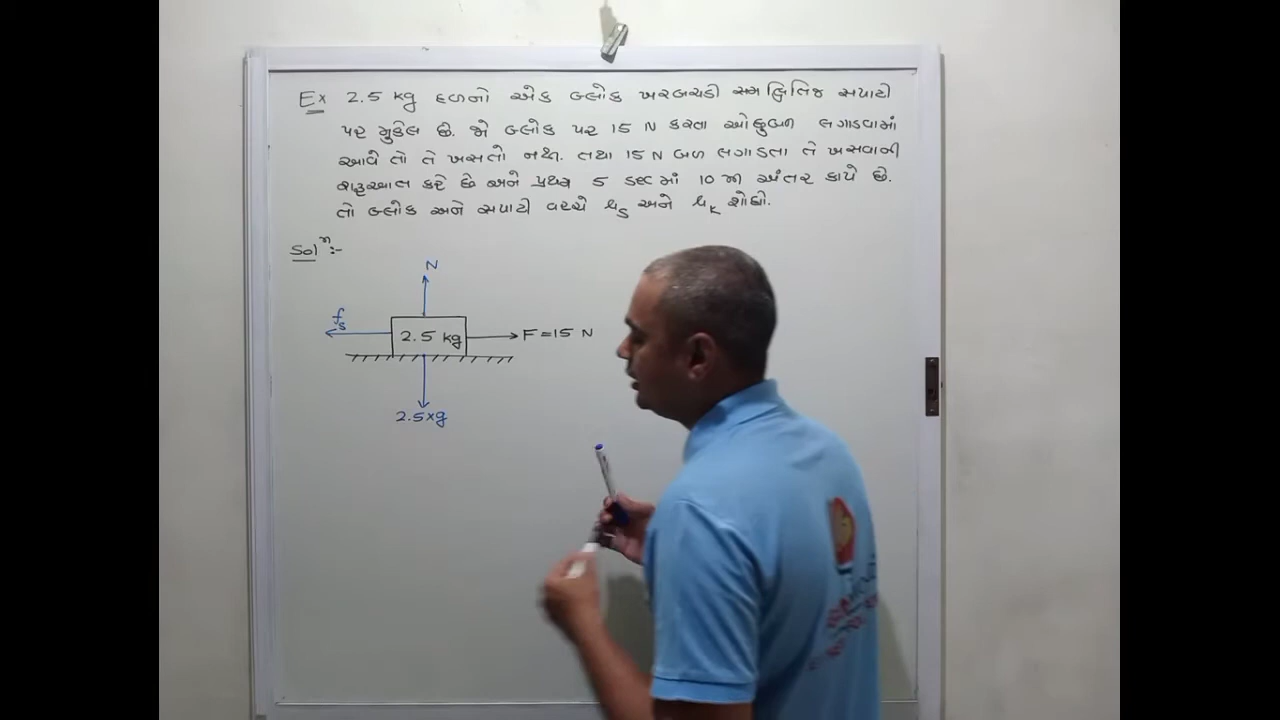 Ex 2.5 kg દળનો એક બ્લોક ખરબચડી સમક્ષિતિજ સપાટી
પર મુકેલ છે. જો બ્લોક પર 15 N કરતા ઓછુબળ લગાડવામાં
આવે તો તે ખસતો નથી. તથા 15 N બળ લગાડતા તે ખસવાની
શરૂઆત કરે છે અને પ્રથમ 5 sec માં 10 m અંતર કાપે છે.
તો બ્લોક અને સપાટી વચ્ચે μs અને μk શોધો.
Solⁿ :-
N
fs
2.5 kg
F = 15 N
2.5×g